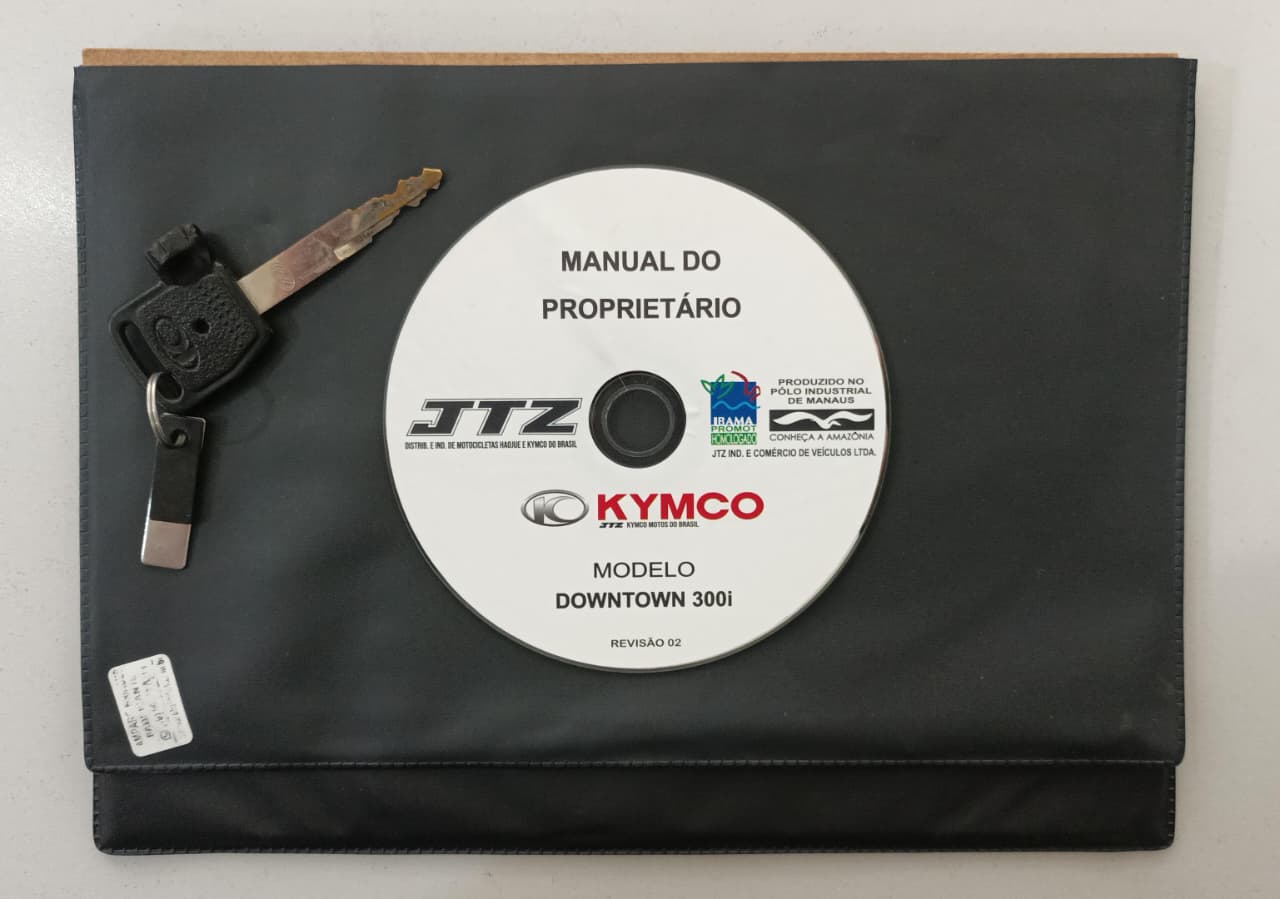 MANUAL DO
PROPRIETÁRIO
JTZ
DISTRIB. E IND. DE MOTOCICLETAS HAOJUE E KYMCO DO BRASIL
IBAMA
PROMOT
HOMOLOGADO
PRODUZIDO NO
PÓLO INDUSTRIAL
DE MANAUS
CONHEÇA A AMAZÔNIA
JTZ IND. E COMÉRCIO DE VEÍCULOS LTDA.
KYMCO
JTZ KYMCO MOTOS DO BRASIL
MODELO
DOWNTOWN 300i
REVISÃO 02